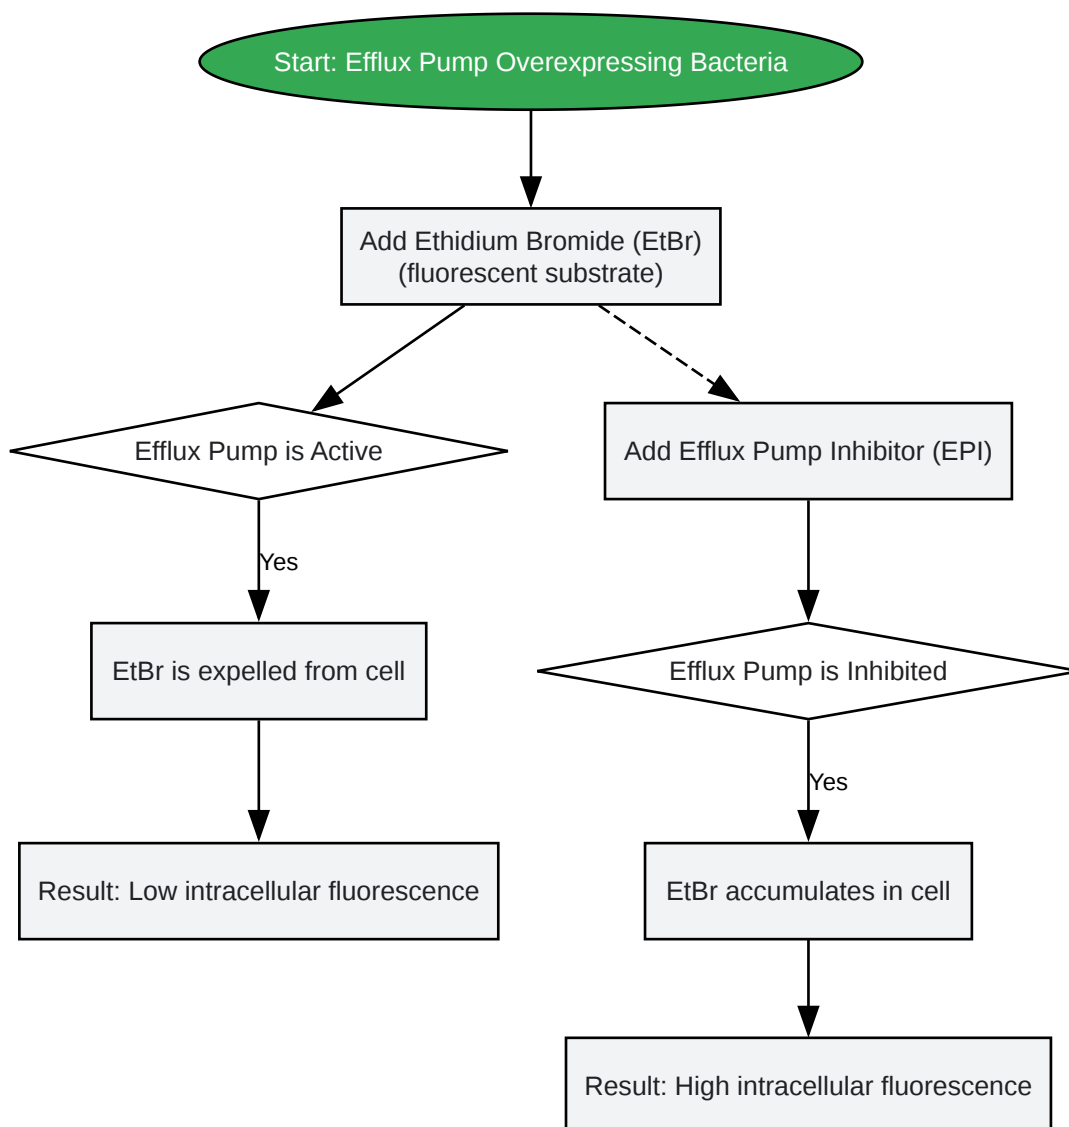 Start: Efflux Pump Overexpressing Bacteria
Add Ethidium Bromide (EtBr)
(fluorescent substrate)
Efflux Pump is Active
Add Efflux Pump Inhibitor (EPI)
Yes
EtBr is expelled from cell
Efflux Pump is Inhibited
Yes
Result: Low intracellular fluorescence
EtBr accumulates in cell
Result: High intracellular fluorescence